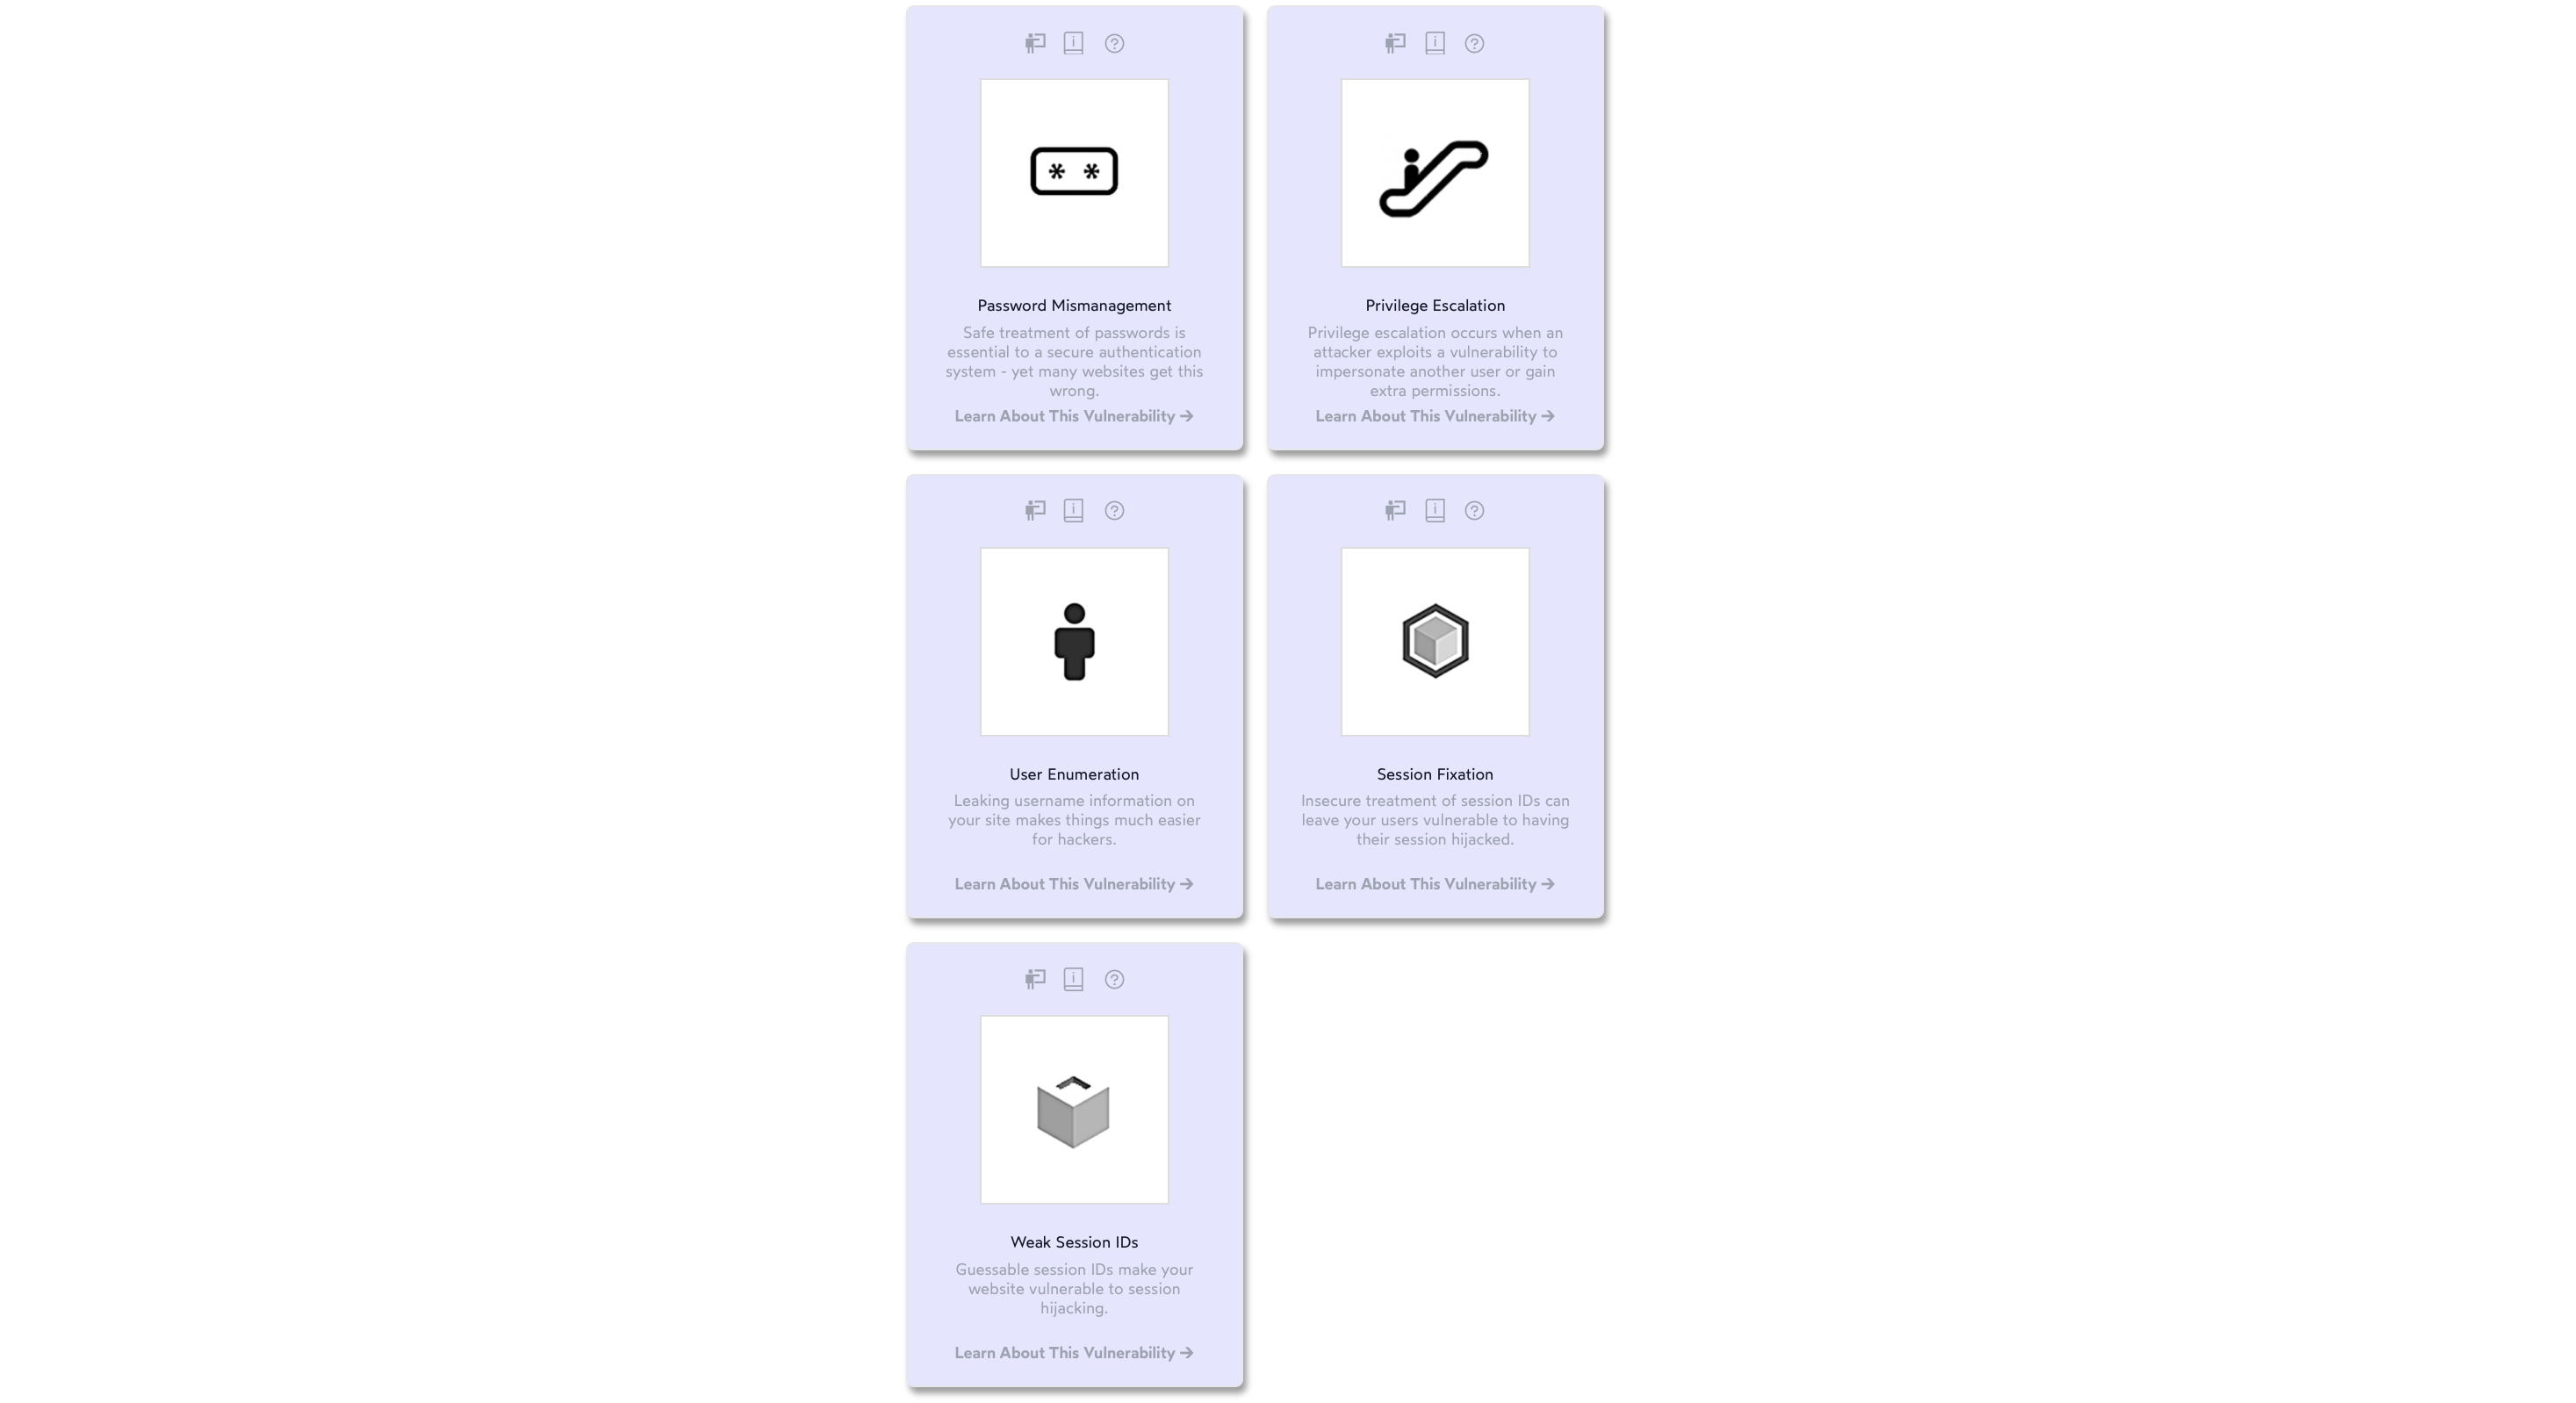 Password Mismanagement
Safe treatment of passwords is
essential to a secure authentication
system - yet many websites get this
wrong.
Learn About This Vulnerability →
Privilege Escalation
Privilege escalation occurs when an
attacker exploits a vulnerability to
impersonate another user or gain
extra permissions.
Learn About This Vulnerability →
User Enumeration
Leaking username information on
your site makes things much easier
for hackers.
Learn About This Vulnerability →
Session Fixation
Insecure treatment of session IDs can
leave your users vulnerable to having
their session hijacked.
Learn About This Vulnerability →
Weak Session IDs
Guessable session IDs make your
website vulnerable to session
hijacking.
Learn About This Vulnerability →